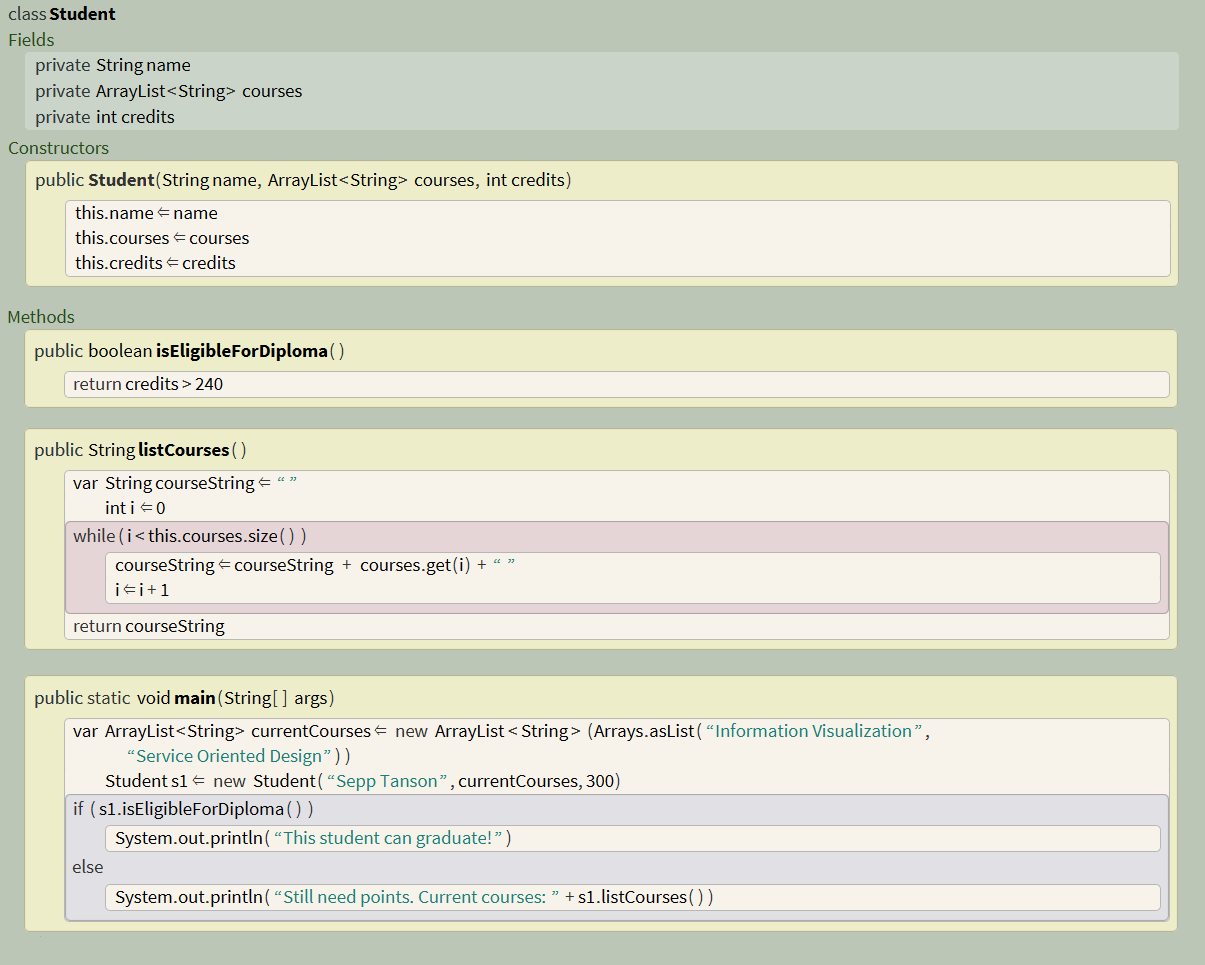 class Student
Fields
private String name
private ArrayList<String> courses
private int credits
Constructors
public Student(String name, ArrayList<String> courses, int credits)
this.name ⇐ name
this.courses ⇐ courses
this.credits ⇐ credits
Methods
public boolean isEligibleForDiploma()
return credits > 240
public String listCourses()
var String courseString ⇐ “ ”
int i ⇐ 0
while ( i < this.courses.size() )
courseString ⇐ courseString + courses.get(i) + “ ”
i ⇐ i + 1
return courseString
public static void main(String[ ] args)
var ArrayList<String> currentCourses ⇐ new ArrayList < String > (Arrays.asList( “Information Visualization” ,
“Service Oriented Design” ) )
Student s1 ⇐ new Student( “Sepp Tanson” , currentCourses, 300)
if ( s1.isEligibleForDiploma() )
System.out.println( “This student can graduate!” )
else
System.out.println( “Still need points. Current courses: ” + s1.listCourses() )